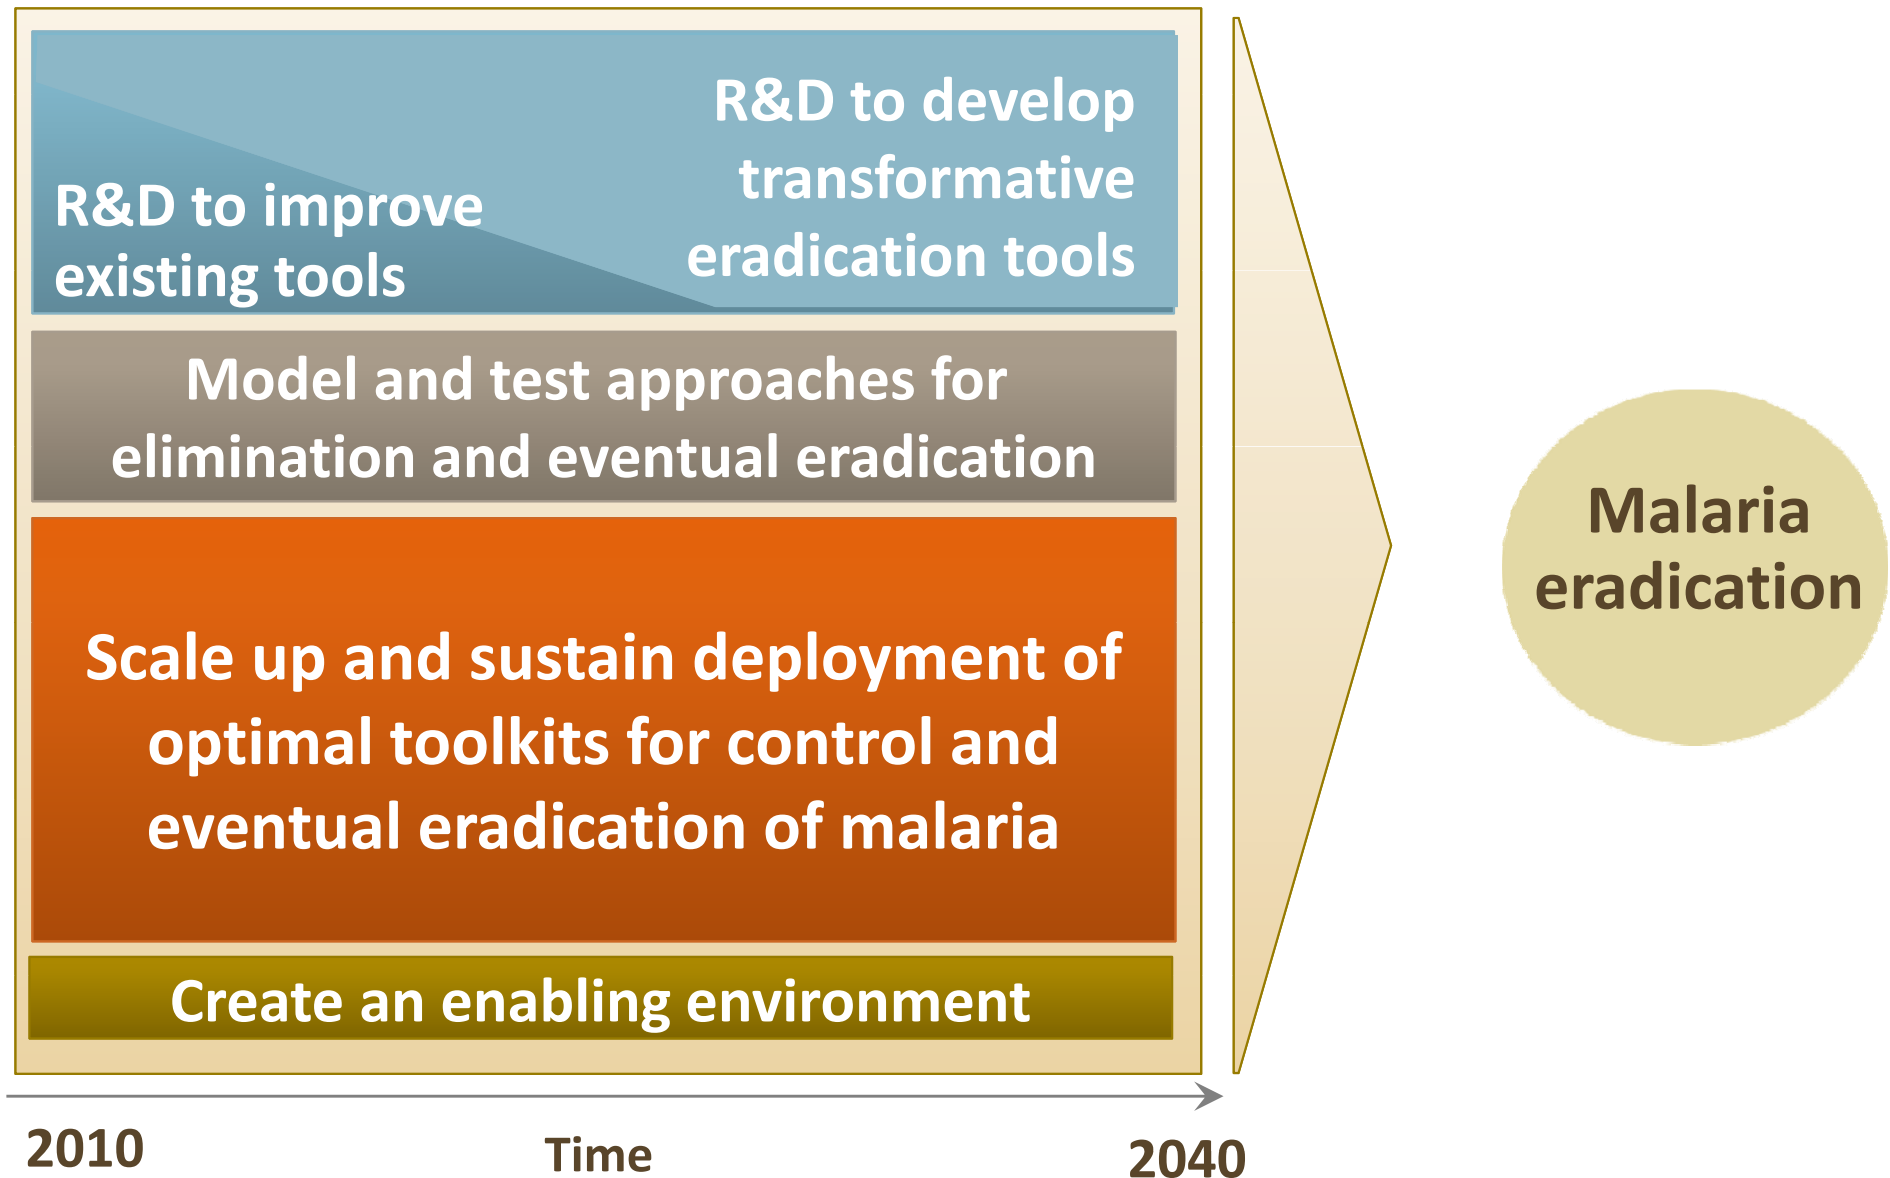 R&D to develop
transformative
eradication tools
R&D to improve
existing tools
Model and test approaches for
elimination and eventual eradication
Scale up and sustain deployment of
optimal toolkits for control and
eventual eradication of malaria
Create an enabling environment
Malaria
eradication
2010
Time
2040